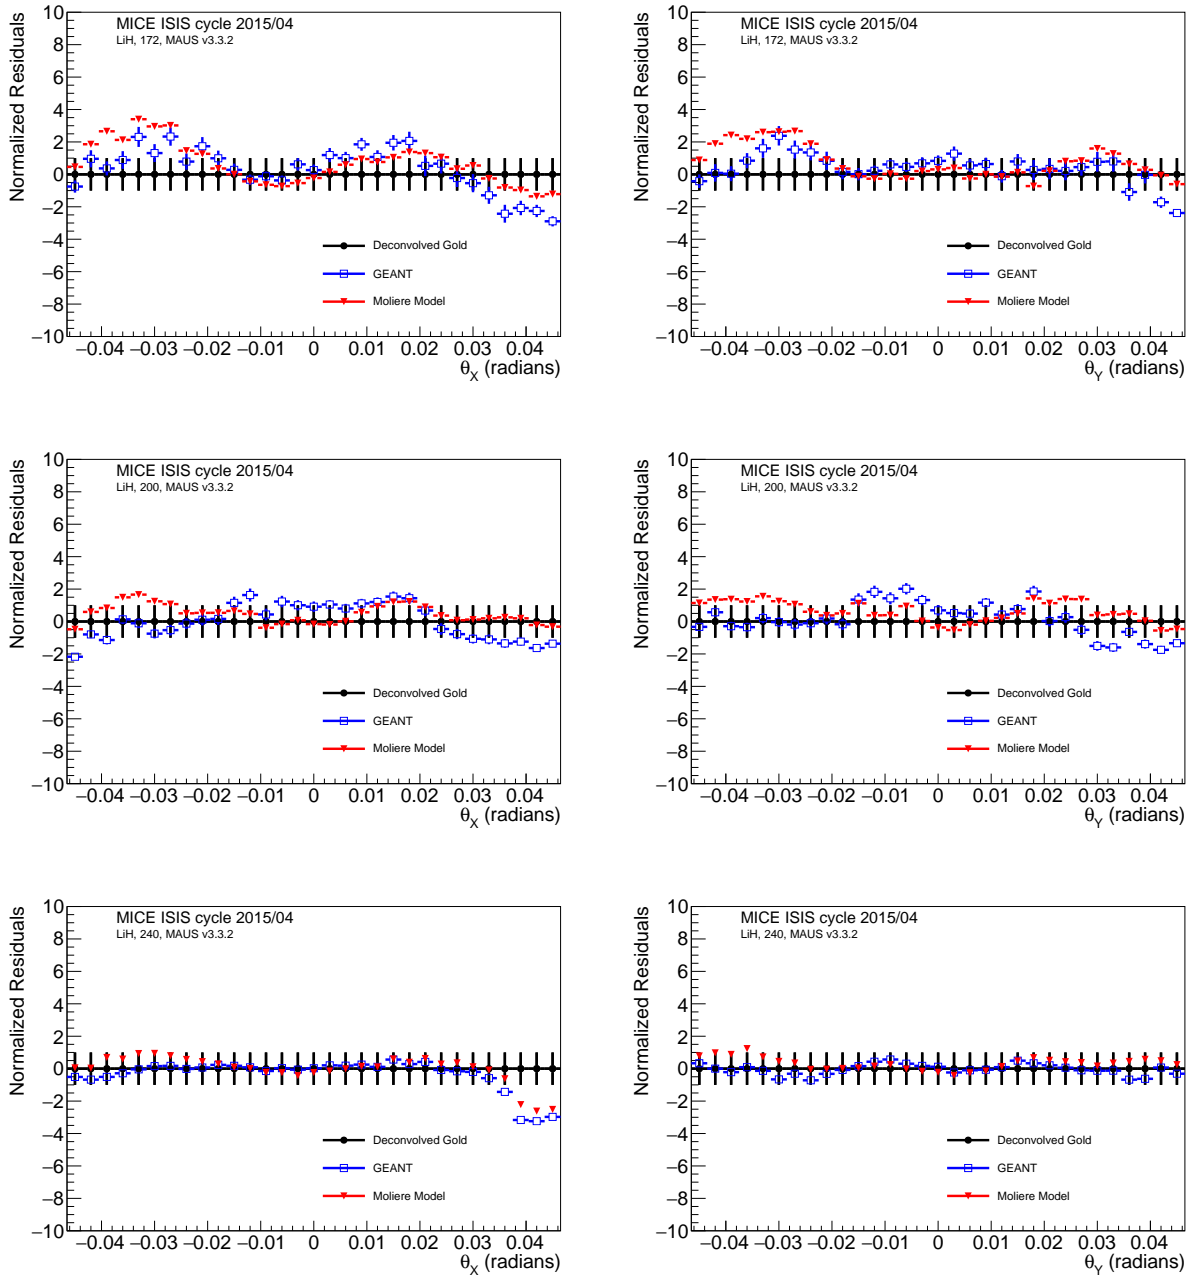 MICE ISIS cycle 2015/04
LiH, 172, MAUS v3.3.2
Normalized Residuals
10
8
6
4
2
0
−2
−4
−6
−8
−10
Deconvolved Gold
GEANT
Moliere Model
−0.04 −0.03 −0.02 −0.01 0 0.01 0.02 0.03 0.04
θX (radians)
MICE ISIS cycle 2015/04
LiH, 172, MAUS v3.3.2
Normalized Residuals
10
8
6
4
2
0
−2
−4
−6
−8
−10
Deconvolved Gold
GEANT
Moliere Model
−0.04 −0.03 −0.02 −0.01 0 0.01 0.02 0.03 0.04
θY (radians)
MICE ISIS cycle 2015/04
LiH, 200, MAUS v3.3.2
Normalized Residuals
10
8
6
4
2
0
−2
−4
−6
−8
−10
Deconvolved Gold
GEANT
Moliere Model
−0.04 −0.03 −0.02 −0.01 0 0.01 0.02 0.03 0.04
θX (radians)
MICE ISIS cycle 2015/04
LiH, 200, MAUS v3.3.2
Normalized Residuals
10
8
6
4
2
0
−2
−4
−6
−8
−10
Deconvolved Gold
GEANT
Moliere Model
−0.04 −0.03 −0.02 −0.01 0 0.01 0.02 0.03 0.04
θY (radians)
MICE ISIS cycle 2015/04
LiH, 240, MAUS v3.3.2
Normalized Residuals
10
8
6
4
2
0
−2
−4
−6
−8
−10
Deconvolved Gold
GEANT
Moliere Model
−0.04 −0.03 −0.02 −0.01 0 0.01 0.02 0.03 0.04
θX (radians)
MICE ISIS cycle 2015/04
LiH, 240, MAUS v3.3.2
Normalized Residuals
10
8
6
4
2
0
−2
−4
−6
−8
−10
Deconvolved Gold
GEANT
Moliere Model
−0.04 −0.03 −0.02 −0.01 0 0.01 0.02 0.03 0.04
θY (radians)